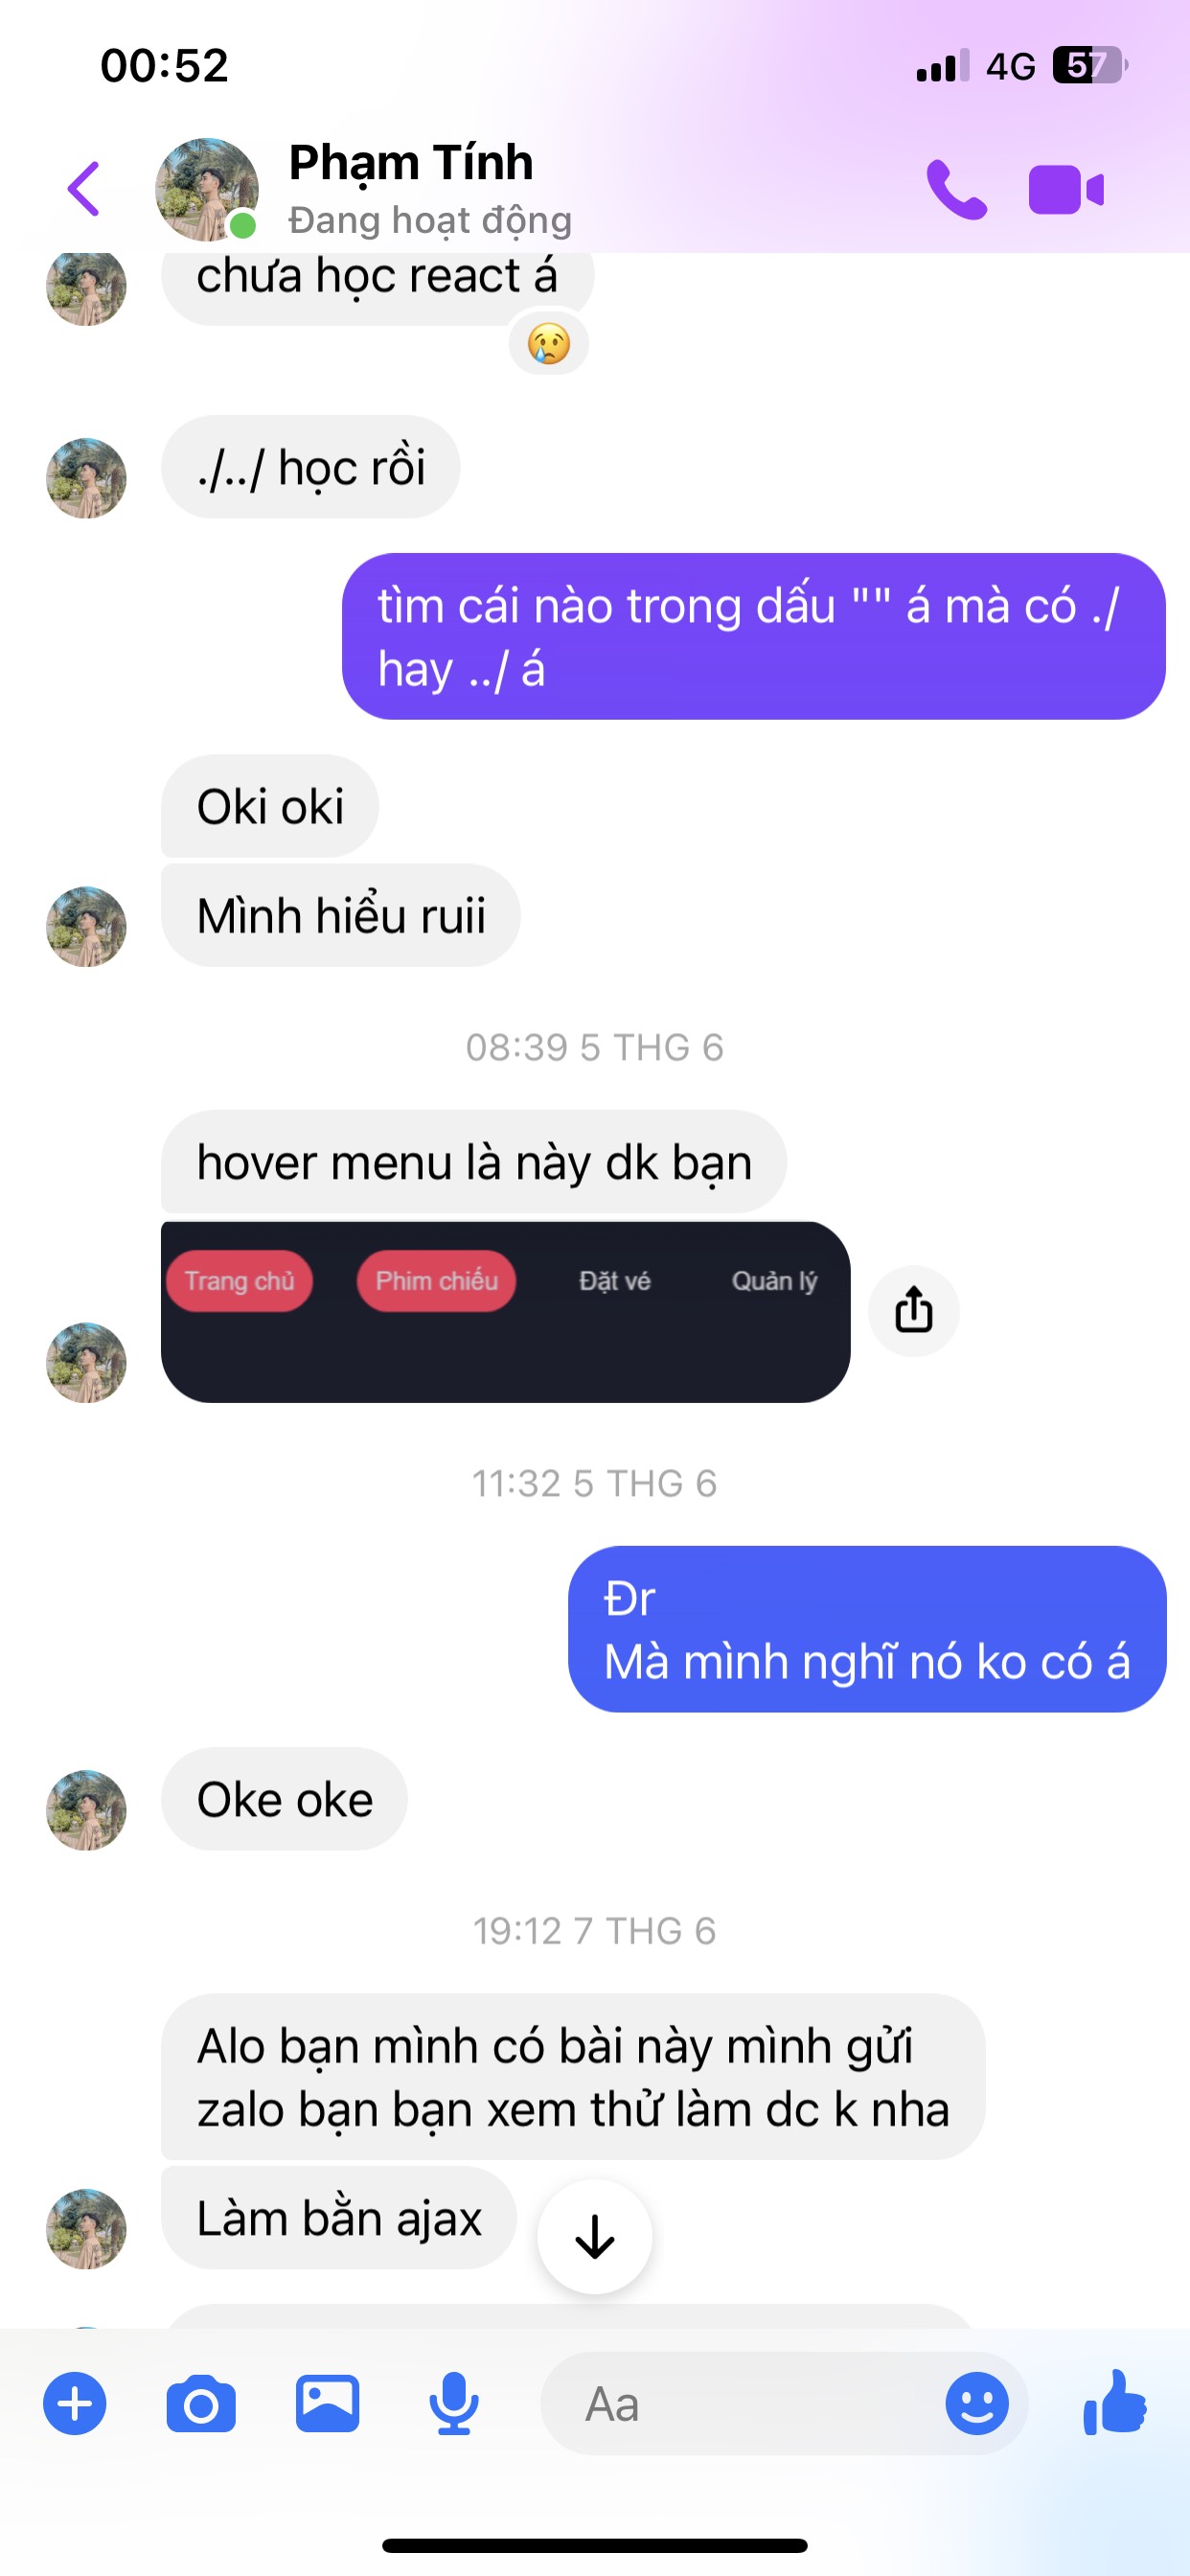 00:52
4G 57
Phạm Tính
Đang hoạt động
chưa học react á
./../ học rồi
tìm cái nào trong dấu "" á mà có ./
hay ../ á
Oki oki
Mình hiểu ruii
08:39 5 THG 6
hover menu là này dk bạn
Trang chủ Phim chiếu Đặt vé Quản lý
11:32 5 THG 6
Đr
Mà mình nghĩ nó ko có á
Oke oke
19:12 7 THG 6
Alo bạn mình có bài này mình gửi
zalo bạn bạn xem thử làm dc k nha
Làm bằn ajax
Aa